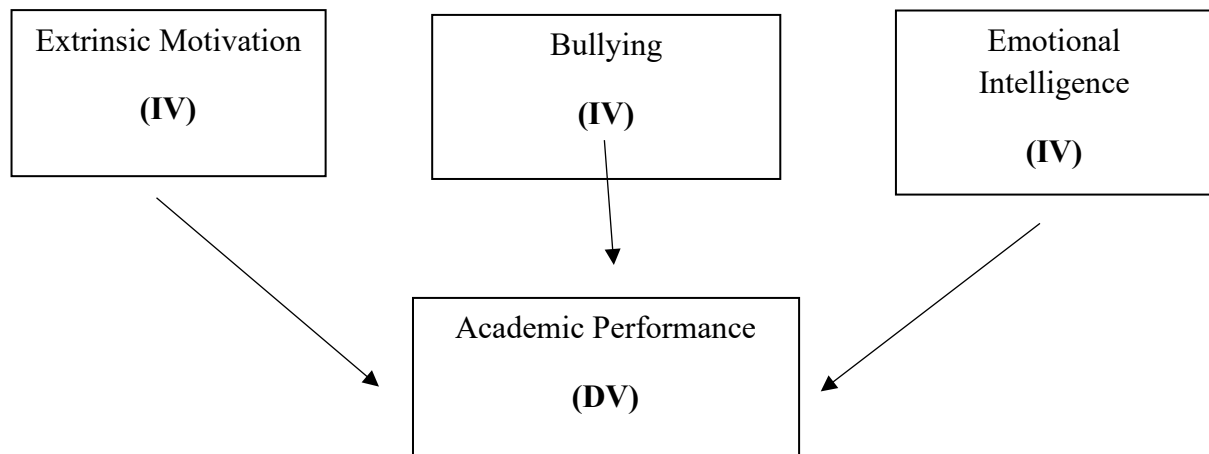 Extrinsic Motivation
(IV)
Bullying
(IV)
Emotional
Intelligence
(IV)
Academic Performance
(DV)